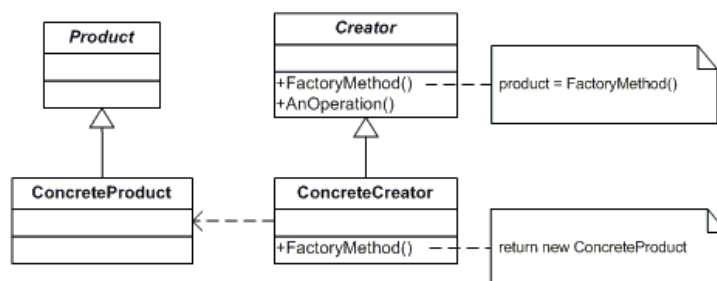 Product
Creator
+FactoryMethod()
+AnOperation()
product = FactoryMethod()
ConcreteProduct
ConcreteCreator
+FactoryMethod()
return new ConcreteProduct